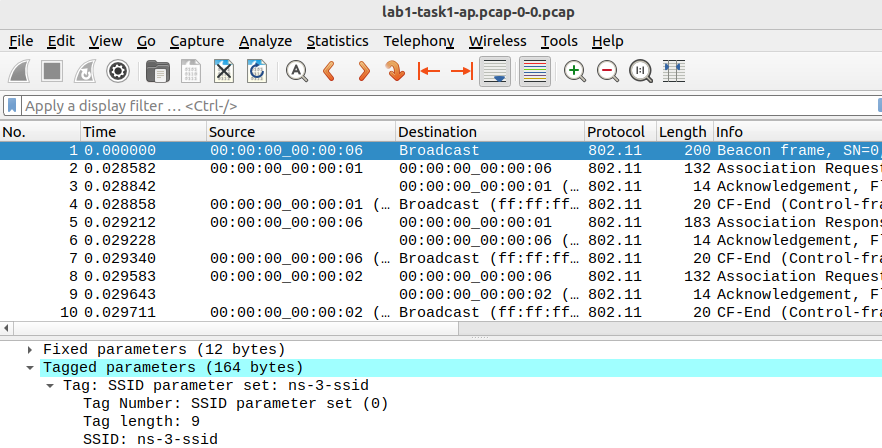 lab1-task1-ap.pcap-0-0.pcap
File Edit View Go Capture Analyze Statistics Telephony Wireless Tools Help
Apply a display filter … <Ctrl-/>
No. Time Source Destination Protocol Length Info
1 0.000000 00:00:00_00:00:06 Broadcast 802.11 200 Beacon frame, SN=0,
2 0.028582 00:00:00_00:00:01 00:00:00_00:00:06 802.11 132 Association Request
3 0.028842 00:00:00_00:00:01 (… 802.11 14 Acknowledgement, Fl
4 0.028858 00:00:00_00:00:01 (… Broadcast (ff:ff:ff… 802.11 20 CF-End (Control-fra
5 0.029212 00:00:00_00:00:06 00:00:00_00:00:01 802.11 183 Association Respons
6 0.029228 00:00:00_00:00:06 (… 802.11 14 Acknowledgement, Fl
7 0.029340 00:00:00_00:00:06 (… Broadcast (ff:ff:ff… 802.11 20 CF-End (Control-fra
8 0.029583 00:00:00_00:00:02 00:00:00_00:00:06 802.11 132 Association Request
9 0.029643 00:00:00_00:00:02 (… 802.11 14 Acknowledgement, Fl
10 0.029711 00:00:00_00:00:02 (… Broadcast (ff:ff:ff… 802.11 20 CF-End (Control-fra
Fixed parameters (12 bytes)
Tagged parameters (164 bytes)
Tag: SSID parameter set: ns-3-ssid
Tag Number: SSID parameter set (0)
Tag length: 9
SSID: ns-3-ssid